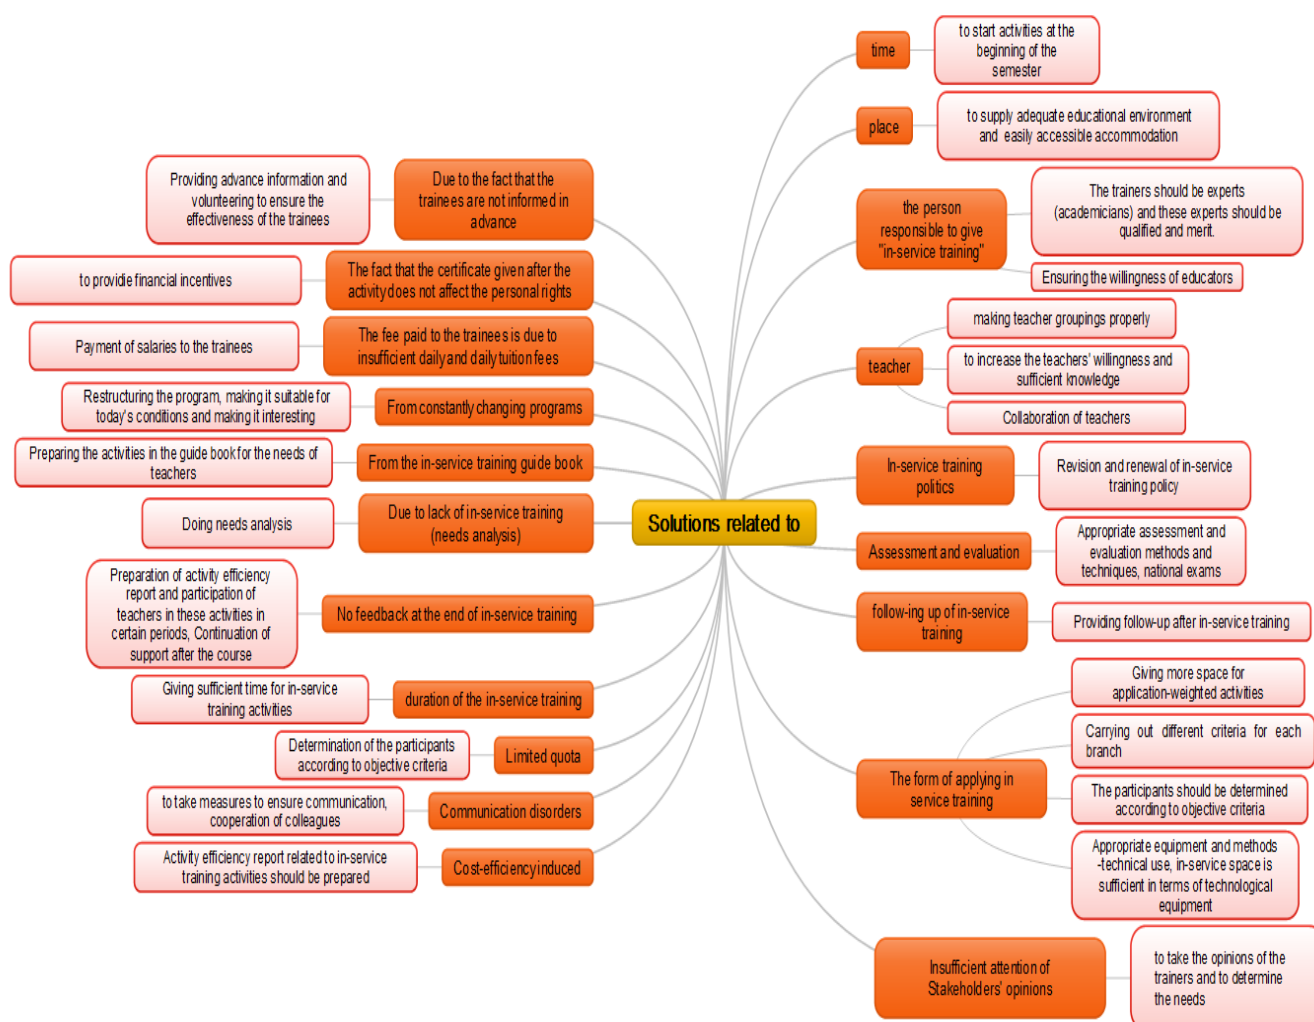 Solutions related to
time
to start activities at the
beginning of the
semester
place
to supply adequate educational environment
and easily accessible accommodation
the person
responsible to give
"in-service training"
The trainers should be experts
(academicians) and these experts should be
qualified and merit.
Ensuring the willingness of educators
teacher
making teacher groupings properly
to increase the teachers' willingness and
sufficient knowledge
Collaboration of teachers
In-service training
politics
Revision and renewal of in-service
training policy
Assessment and evaluation
Appropriate assessment and
evaluation methods and
techniques, national exams
follow-ing up of in-service
training
Providing follow-up after in-service training
The form of applying in
service training
Giving more space for
application-weighted activities
Carrying out different criteria for each
branch
The participants should be determined
according to objective criteria
Appropriate equipment and methods
-technical use, in-service space is
sufficient in terms of technological
equipment
Insufficient attention of
Stakeholders' opinions
to take the opinions of the
trainers and to determine
the needs
Due to the fact that the
trainees are not informed in
advance
Providing advance information and
volunteering to ensure the
effectiveness of the trainees
The fact that the certificate given after the
activity does not affect the personal rights
to providie financial incentives
The fee paid to the trainees is due to
insufficient daily and daily tuition fees
Payment of salaries to the trainees
From constantly changing programs
Restructuring the program, making it suitable for
today's conditions and making it interesting
From the in-service training guide book
Preparing the activities in the guide book for the needs of
teachers
Due to lack of in-service training
(needs analysis)
Doing needs analysis
No feedback at the end of in-service training
Preparation of activity efficiency
report and participation of
teachers in these activities in
certain periods, Continuation of
support after the course
duration of the in-service training
Giving sufficient time for in-service
training activities
Limited quota
Determination of the participants
according to objective criteria
Communication disorders
to take measures to ensure communication,
cooperation of colleagues
Cost-efficiency induced
Activity efficiency report related to in-service
training activities should be prepared